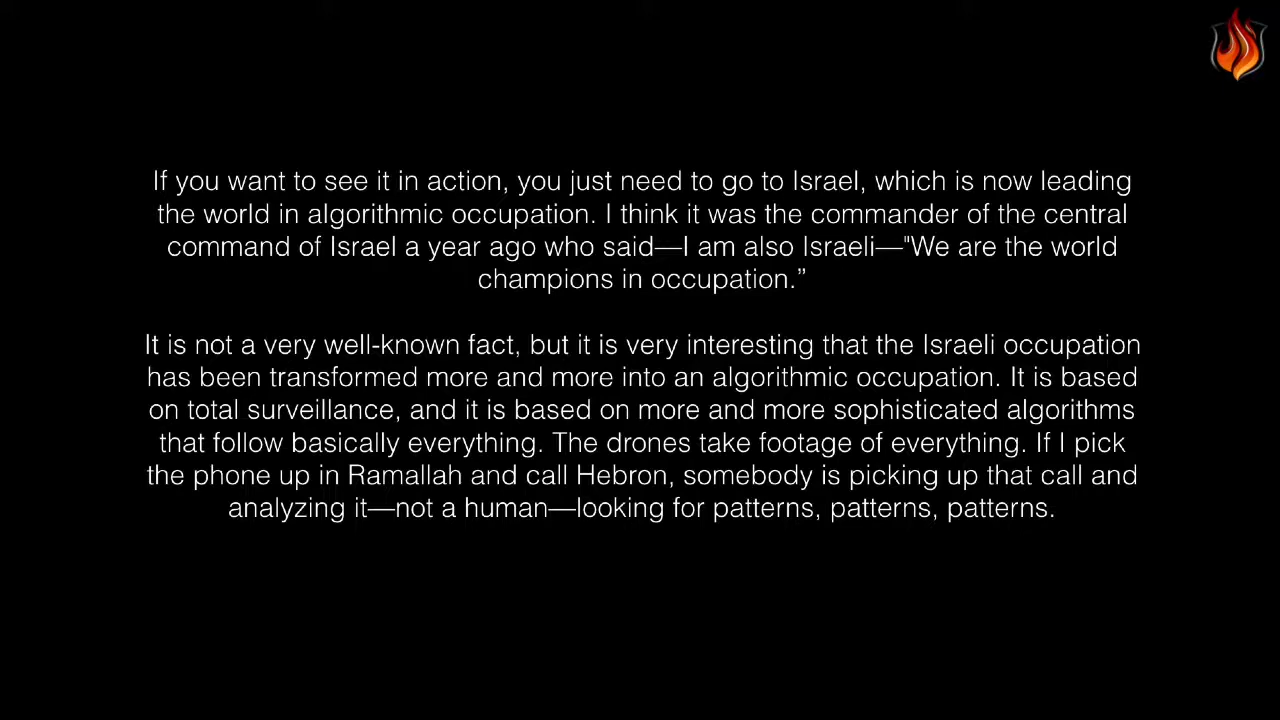 If you want to see it in action, you just need to go to Israel, which is now leading
the world in algorithmic occupation. I think it was the commander of the central
command of Israel a year ago who said—I am also Israeli—"We are the world
champions in occupation.”
It is not a very well-known fact, but it is very interesting that the Israeli occupation
has been transformed more and more into an algorithmic occupation. It is based
on total surveillance, and it is based on more and more sophisticated algorithms
that follow basically everything. The drones take footage of everything. If I pick
the phone up in Ramallah and call Hebron, somebody is picking up that call and
analyzing it—not a human—looking for patterns, patterns, patterns.